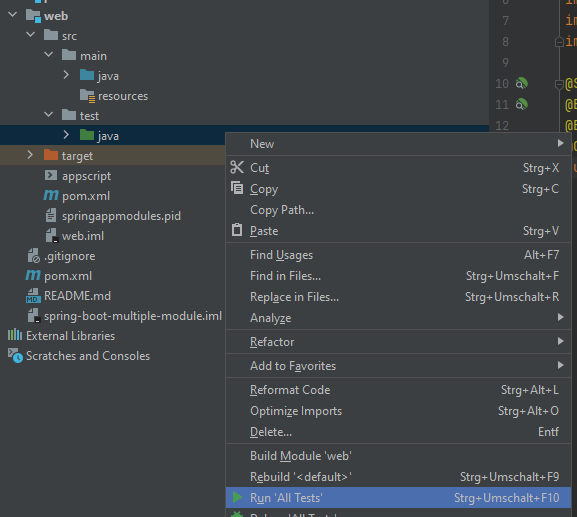 web
src
main
java
resources
test
java
target
appscript
pom.xml
springappmodules.pid
web.iml
.gitignore
pom.xml
README.md
spring-boot-multiple-module.iml
External Libraries
Scratches and Consoles
7 im
8 im
10 @S
11 @E
12 @E
New
Cut Strg+X
Copy Strg+C
Copy Path...
Paste Strg+V
Find Usages Alt+F7
Find in Files... Strg+Umschalt+F
Replace in Files... Strg+Umschalt+R
Analyze
Refactor
Add to Favorites
Reformat Code Strg+Alt+L
Optimize Imports Strg+Alt+O
Delete... Entf
Build Module 'web'
Rebuild '<default>' Strg+Umschalt+F9
Run 'All Tests' Strg+Umschalt+F10